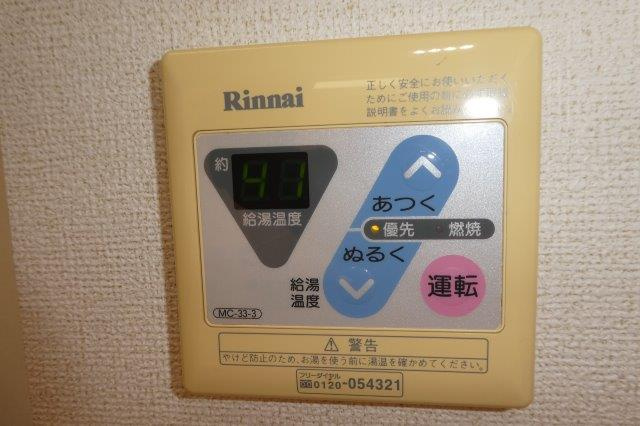 Rinnai
正しく安全にお使いいただく
ためにご使用の前に
説明書をよくお読み
約 41
給湯温度
あつく
優先 燃焼
ぬるく
給湯
温度
運転
MC-33-3
警告
やけど防止のため、お湯を使う前に湯温を確かめてください。
フリーダイヤル
0120-054321